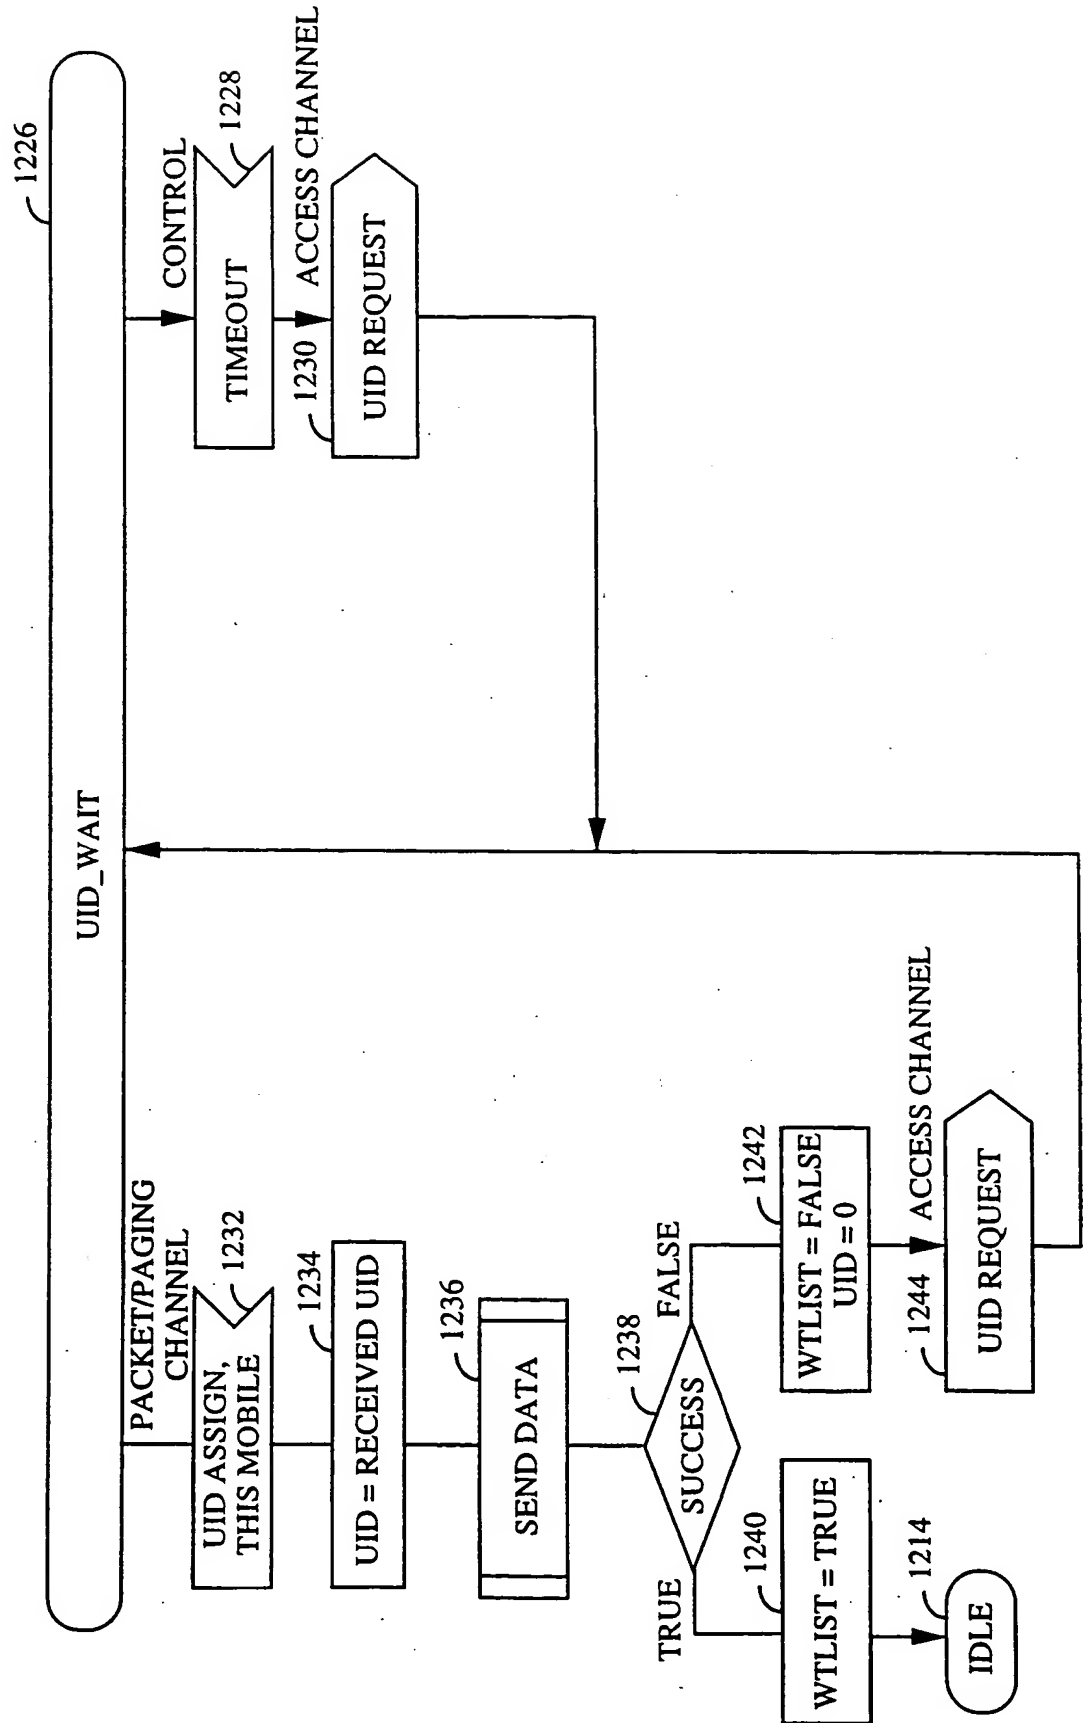 1226
UID_WAIT
PACKET/PAGING
CHANNEL
1232
UID ASSIGN,
THIS MOBILE
1234
UID = RECEIVED UID
1236
SEND DATA
1238
SUCCESS
TRUE
FALSE
1240
WTLIST = TRUE
1214
IDLE
1242
WTLIST = FALSE
UID = 0
ACCESS CHANNEL
1244
UID REQUEST
CONTROL
1228
TIMEOUT
ACCESS CHANNEL
1230
UID REQUEST